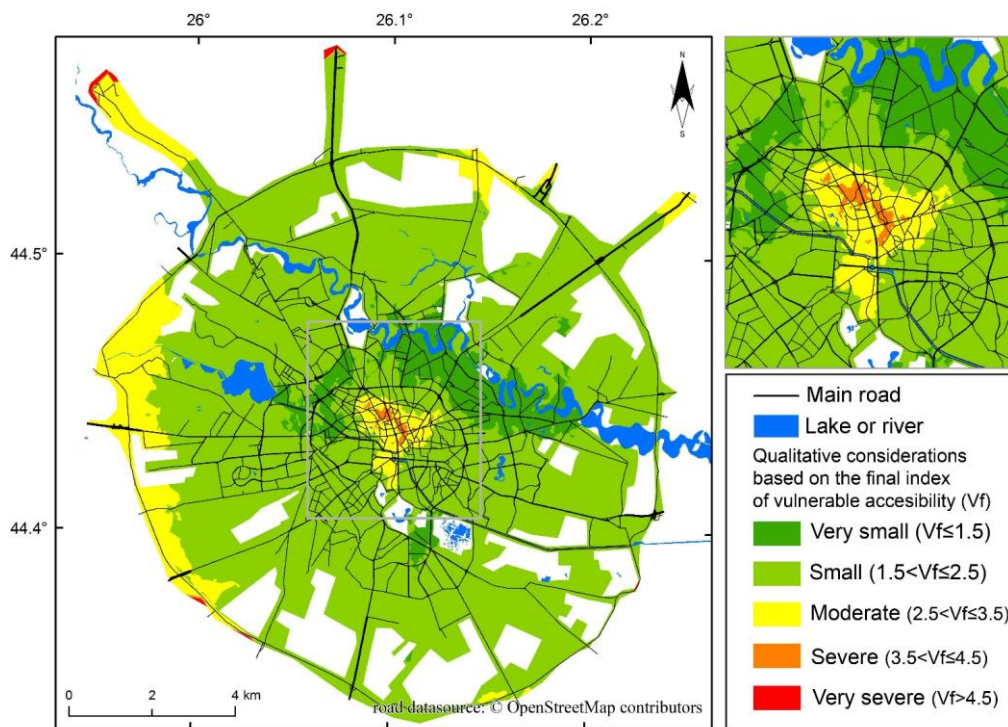 26° 26.1° 26.2°
N
S
44.5°
44.4°
0 2 4 km
road datasource: © OpenStreetMap contributors
Main road
Lake or river
Qualitative considerations
based on the final index
of vulnerable accesibility (Vf)
Very small (Vf≤1.5)
Small (1.5<Vf≤2.5)
Moderate (2.5<Vf≤3.5)
Severe (3.5<Vf≤4.5)
Very severe (Vf>4.5)